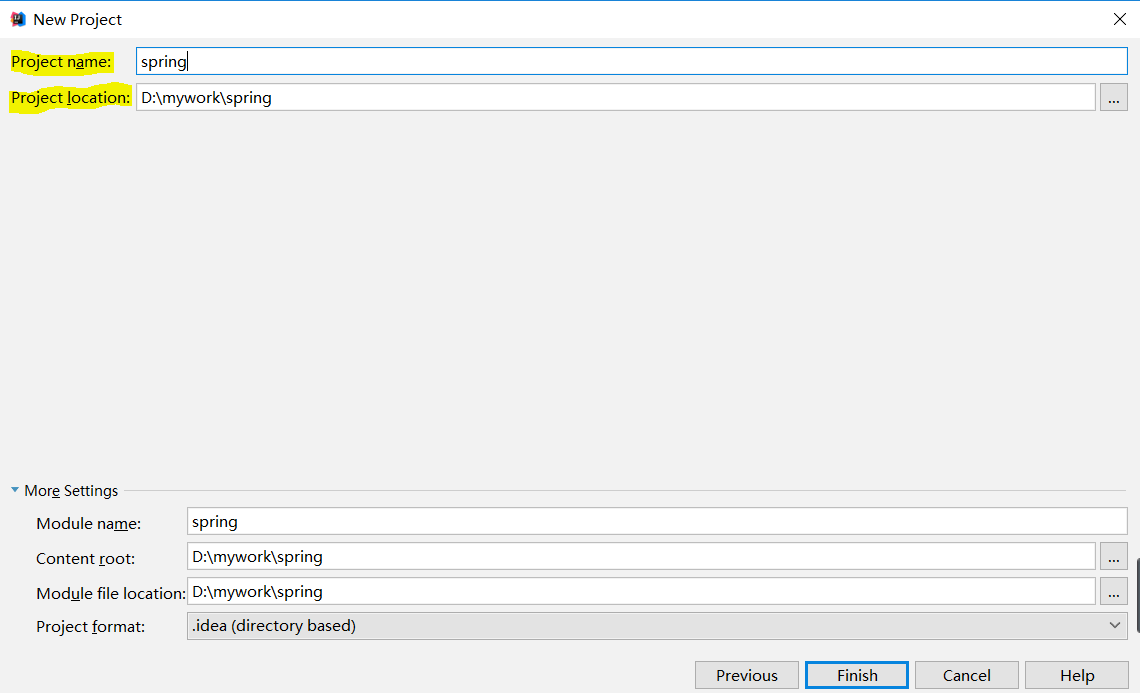 New Project
Project name: spring
Project location: D:\mywork\spring ...
More Settings
Module name: spring
Content root: D:\mywork\spring ...
Module file location: D:\mywork\spring ...
Project format: .idea (directory based)
Previous Finish Cancel Help